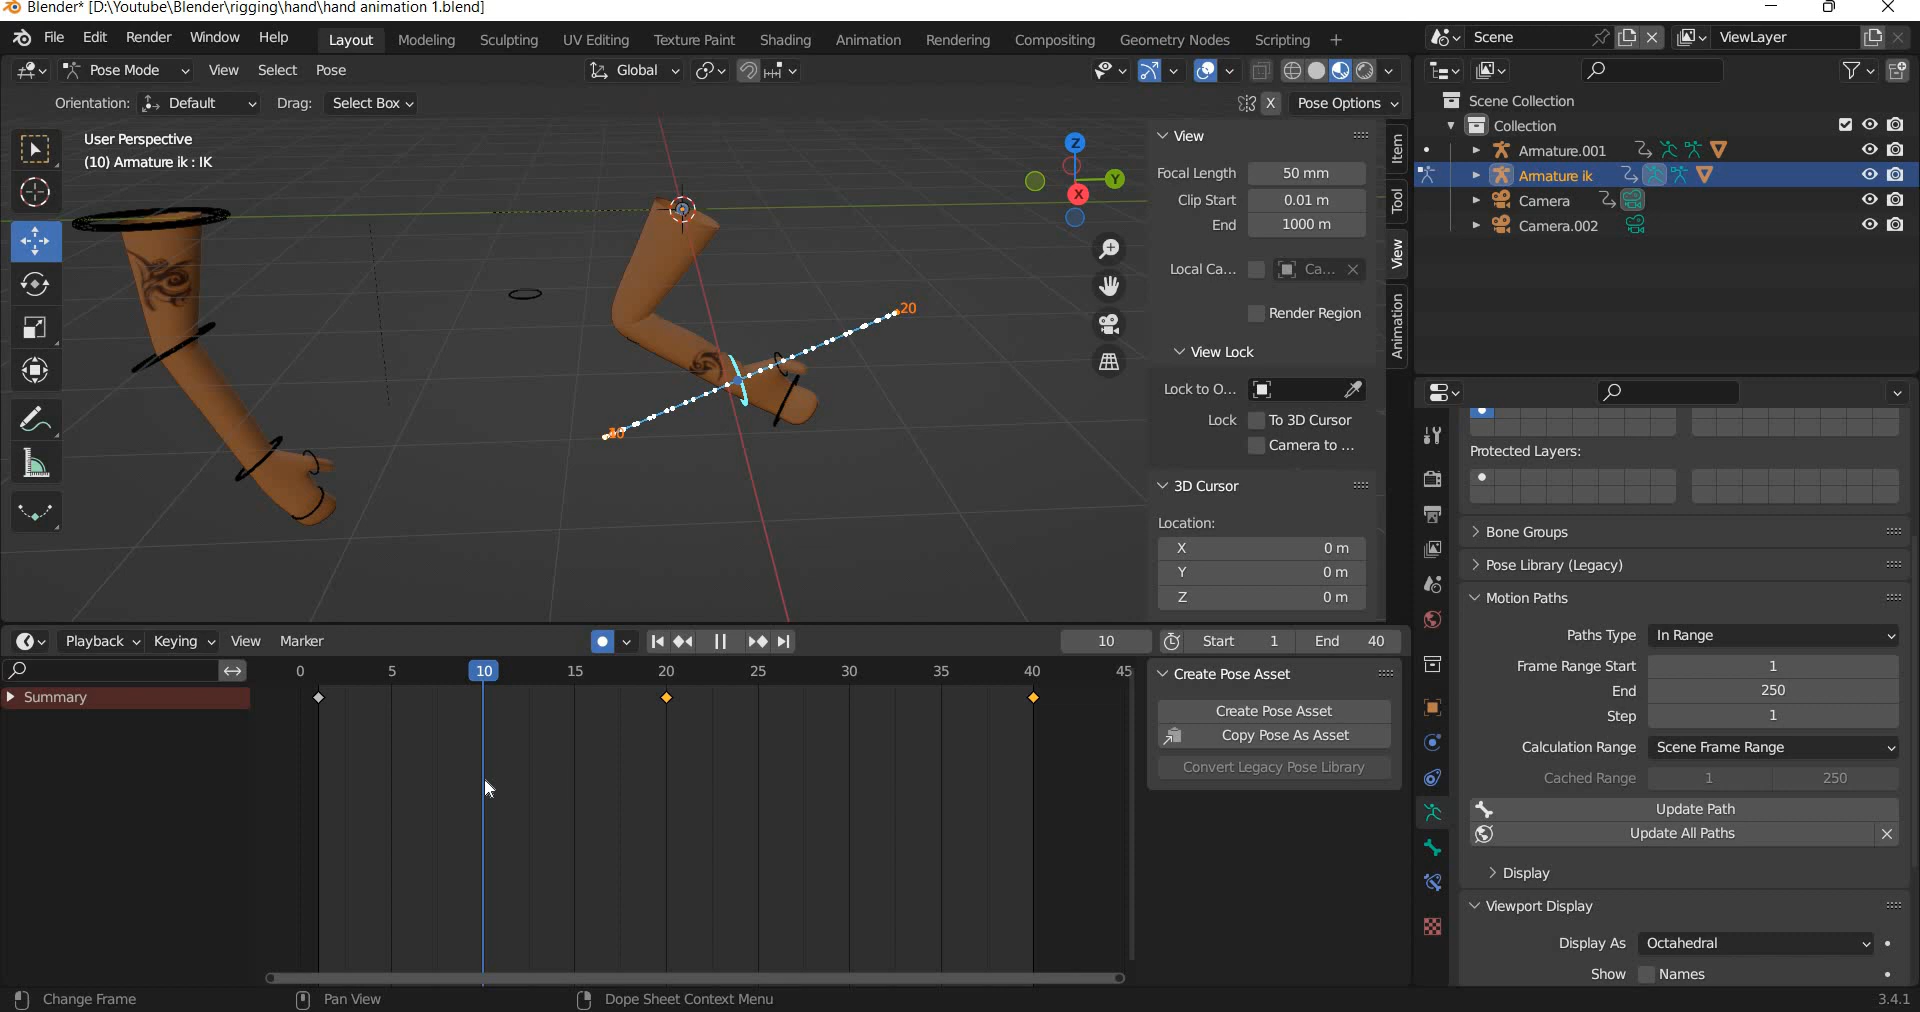 Blender* [D:\Youtube\Blender\rigging\hand\hand animation 1.blend]
File Edit Render Window Help Layout Modeling Sculpting UV Editing Texture Paint Shading Animation Rendering Compositing Geometry Nodes Scripting + Scene ViewLayer
Pose Mode View Select Pose Global
Orientation: Default Drag: Select Box X Pose Options
User Perspective
(10) Armature ik : IK
Z
Y
X
20
View
Focal Length 50 mm
Clip Start 0.01 m
End 1000 m
Local Ca... Ca...
Render Region
View Lock
Lock to O...
Lock To 3D Cursor
Camera to ...
3D Cursor
Location:
X 0 m
Y 0 m
Z 0 m
Item
Tool
View
Animation
Scene Collection
Collection
Armature.001
Armature ik
Camera
Camera.002
Protected Layers:
Bone Groups
Pose Library (Legacy)
Motion Paths
Paths Type In Range
Frame Range Start 1
End 250
Step 1
Calculation Range Scene Frame Range
Cached Range 1 250
Update Path
Update All Paths
Display
Viewport Display
Display As Octahedral
Show Names
Playback Keying View Marker 10 Start 1 End 40
0 5 10 15 20 25 30 35 40 45
Summary
Create Pose Asset
Create Pose Asset
Copy Pose As Asset
Convert Legacy Pose Library
Change Frame Pan View Dope Sheet Context Menu 3.4.1